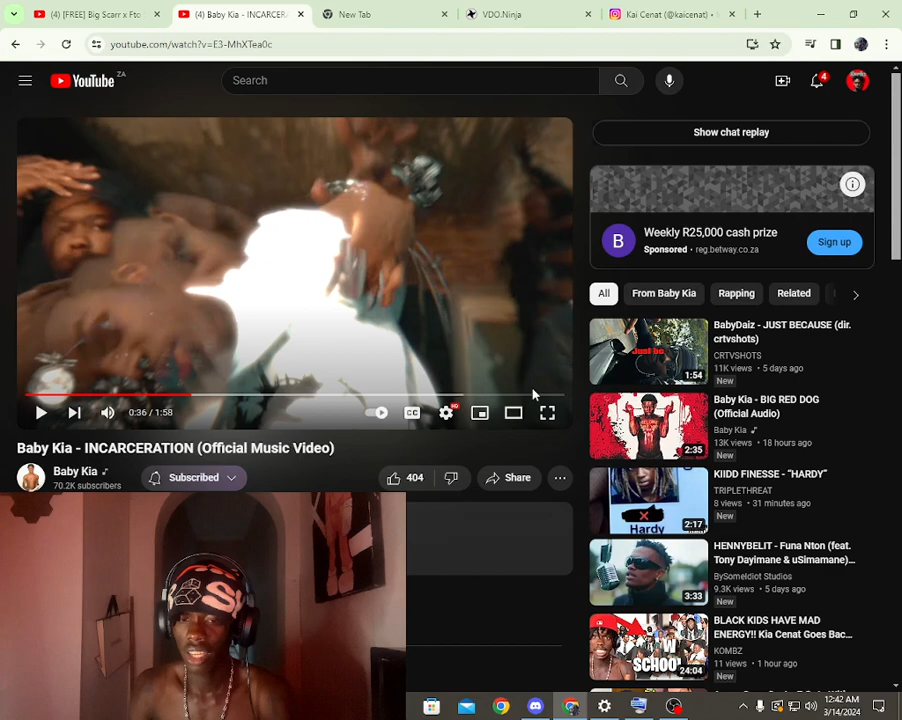 (4) [FREE] Big Scarr x Fto
(4) Baby Kia - INCARCER
New Tab
VDO.Ninja
Kai Cenat (@kaicenat) • I
youtube.com/watch?v=E3-MhXTea0c
YouTube ZA
Search
4
Show chat replay
B
Weekly R25,000 cash prize
Sponsored • reg.betway.co.za
Sign up
All
From Baby Kia
Rapping
Related
Just be
1:54
BabyDaiz - JUST BECAUSE (dir.
crtvshots)
CRTVSHOTS
11K views • 5 days ago
New
0:36 / 1:58
CC
HD
2:35
Baby Kia - BIG RED DOG
(Official Audio)
Baby Kia
13K views • 18 hours ago
New
Baby Kia - INCARCERATION (Official Music Video)
Baby Kia
70.2K subscribers
Subscribed
404
Share
Hardy
2:17
KIDD FINESSE - “HARDY”
TRIPLETHREAT
8 views • 31 minutes ago
New
3:33
HENNYBELIT - Funa Nton (feat.
Tony Dayimane & uSimamane)...
BySomeIdiot Studios
9.3K views • 5 days ago
New
SCHOOL
24:04
BLACK KIDS HAVE MAD
ENERGY!! Kia Cenat Goes Bac...
KOMBZ
11 views • 1 hour ago
New
12:42 AM
3/14/2024